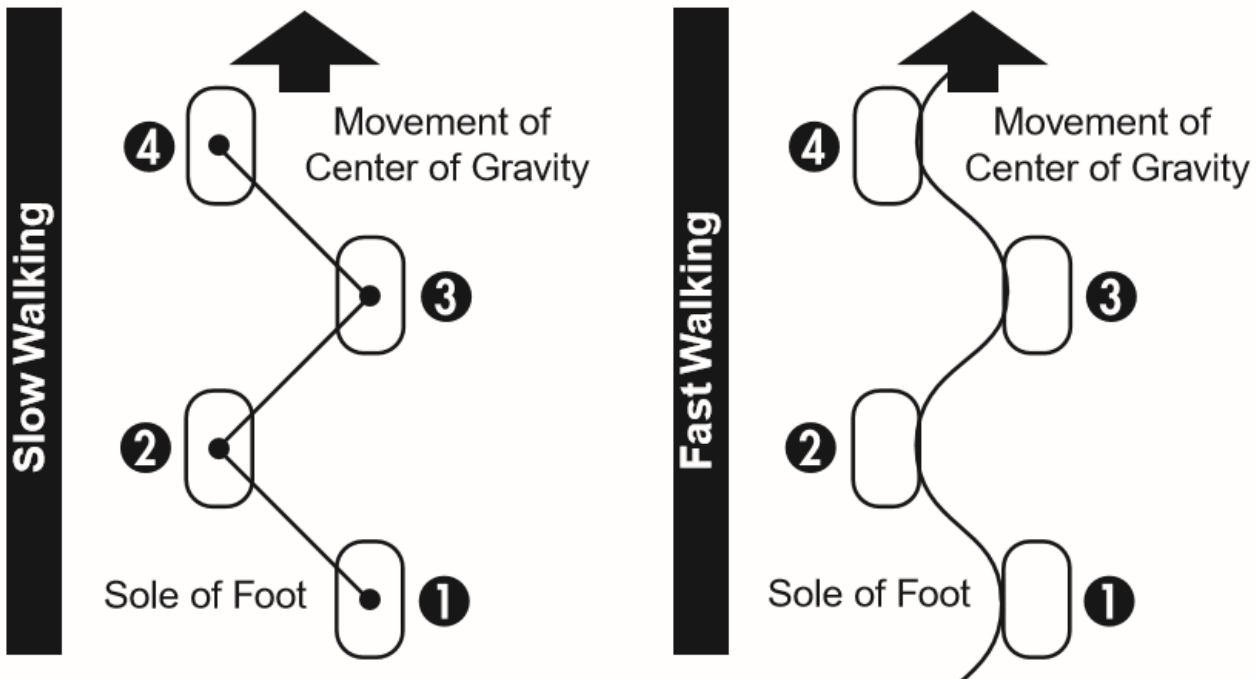 Slow Walking
4
Movement of
Center of Gravity
3
2
Sole of Foot
1
Fast Walking
4
Movement of
Center of Gravity
3
2
Sole of Foot
1